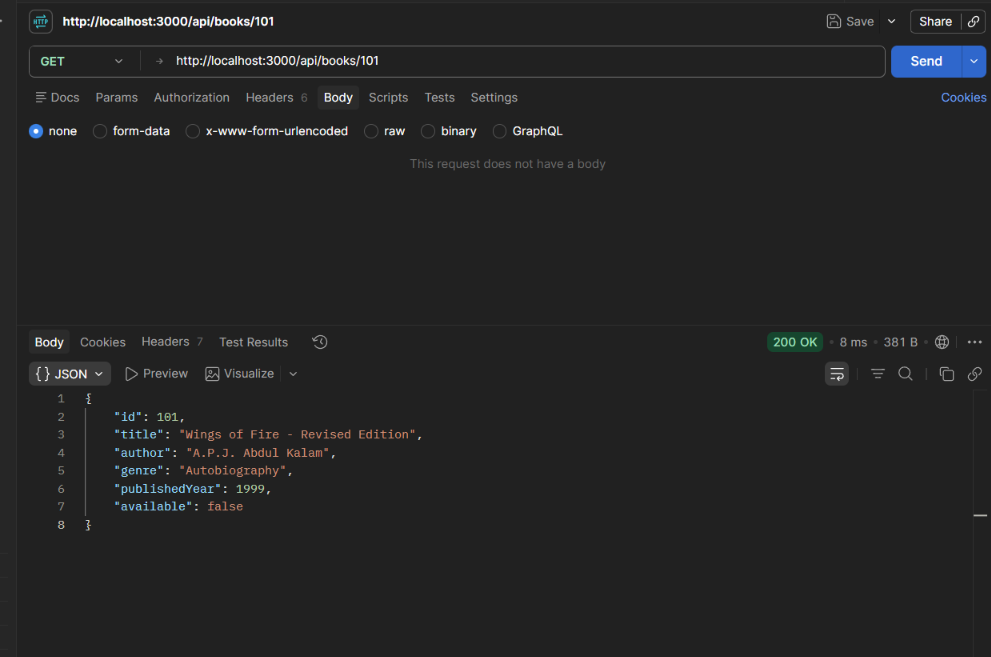 HTTP http://localhost:3000/api/books/101 Save Share
GET http://localhost:3000/api/books/101 Send
Docs Params Authorization Headers 6 Body Scripts Tests Settings Cookies
none form-data x-www-form-urlencoded raw binary GraphQL
This request does not have a body
Body Cookies Headers 7 Test Results 200 OK • 8 ms • 381 B
{} JSON Preview Visualize
1 {
2 "id": 101,
3 "title": "Wings of Fire - Revised Edition",
4 "author": "A.P.J. Abdul Kalam",
5 "genre": "Autobiography",
6 "publishedYear": 1999,
7 "available": false
8 }